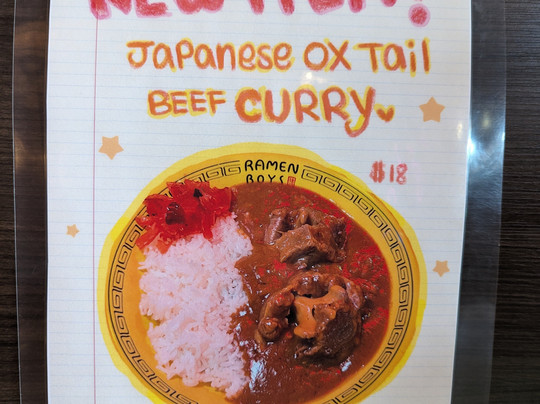 NEW ITEM!
JaPanese OX Tail
BEEF CURRY
$18
RAMEN
BOYS